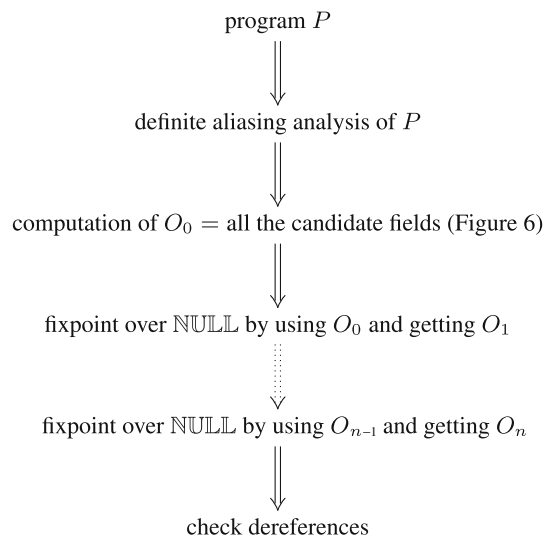 program P
definite aliasing analysis of P
computation of O₀ = all the candidate fields (Figure 6)
fixpoint over ℕ𝕌𝕃𝕃 by using O₀ and getting O₁
fixpoint over ℕ𝕌𝕃𝕃 by using Oₙ₋₁ and getting Oₙ
check dereferences